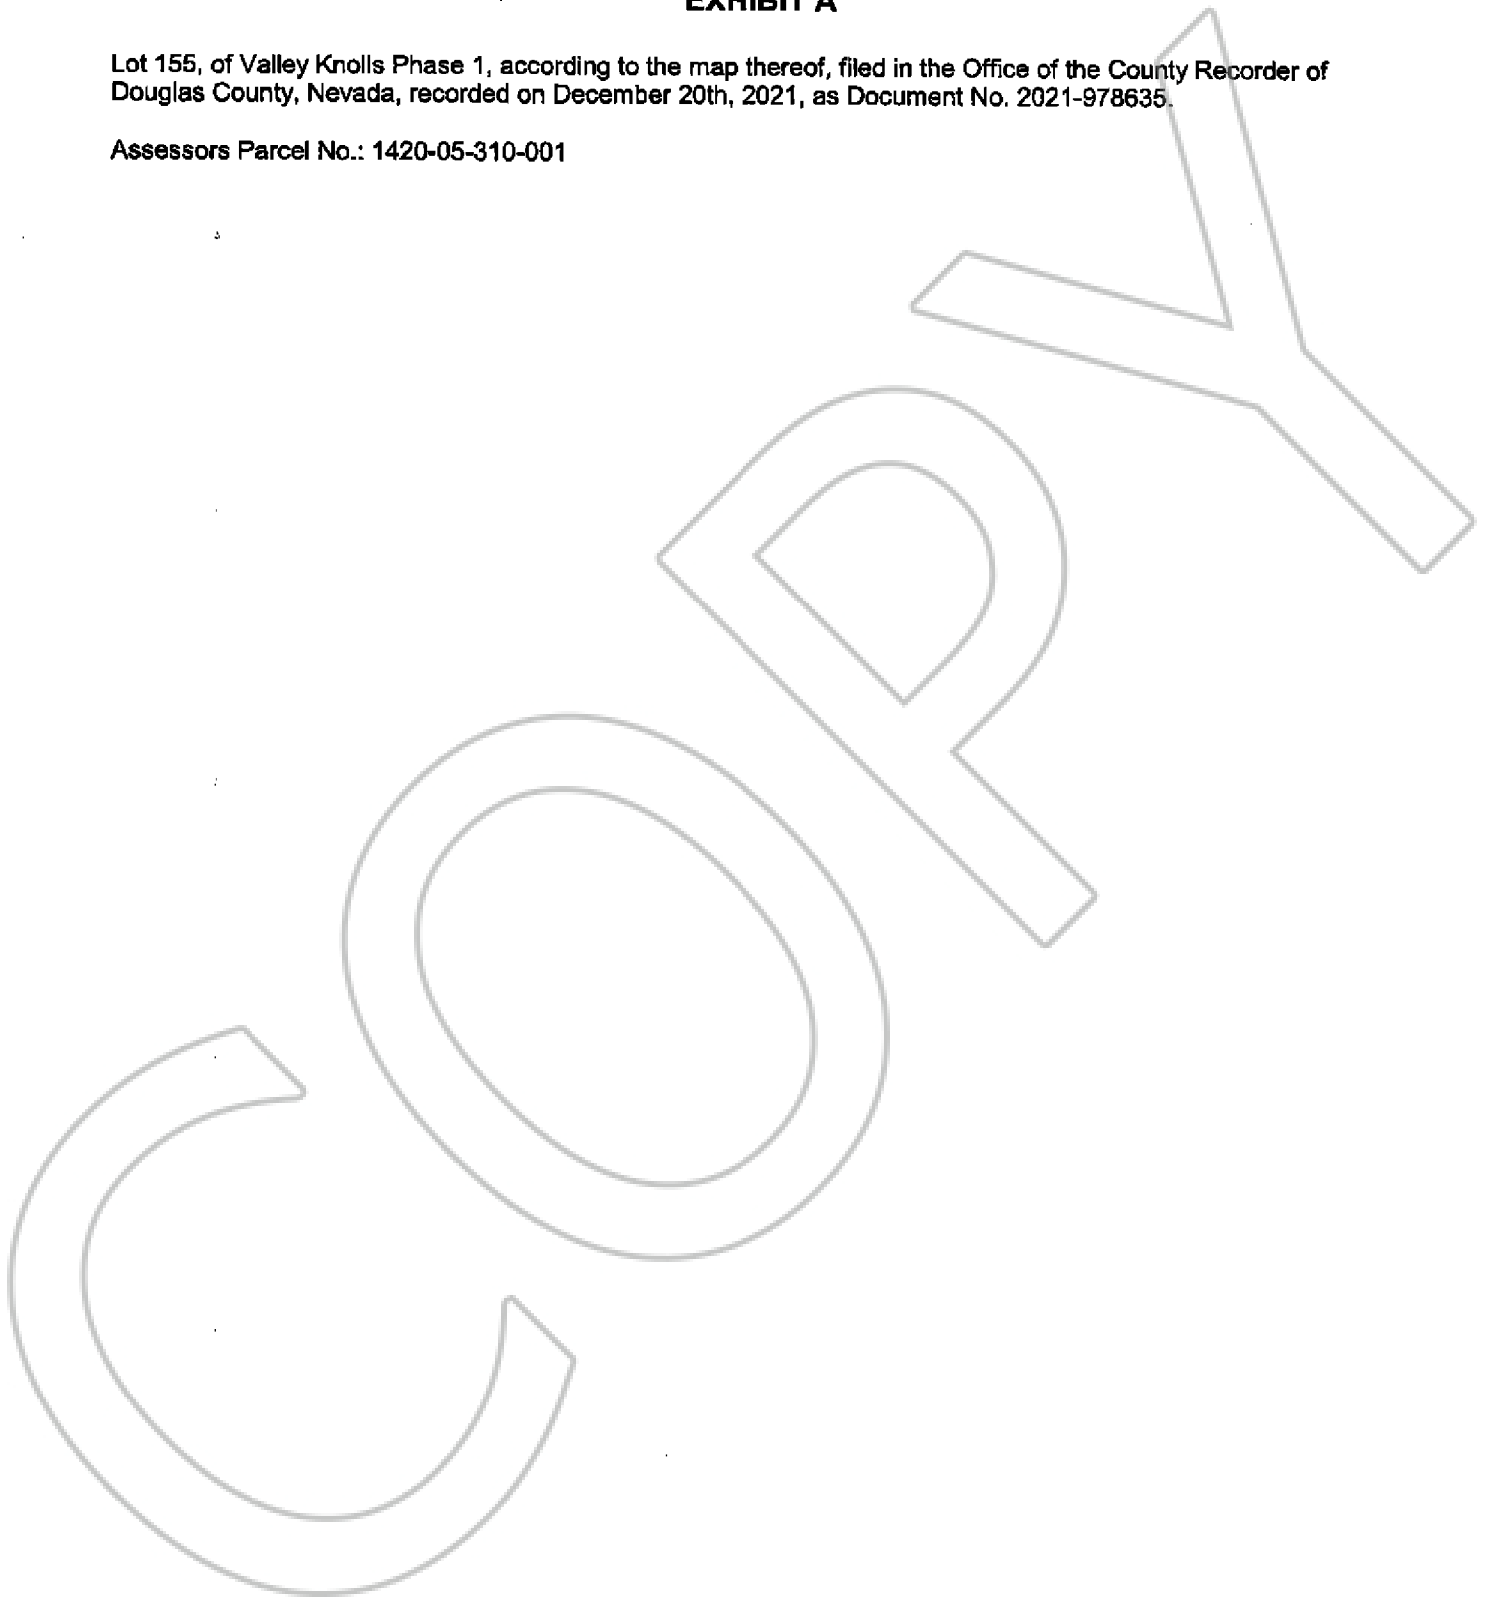 EXHIBIT A
Lot 155, of Valley Knolls Phase 1, according to the map thereof, filed in the Office of the County Recorder of
Douglas County, Nevada, recorded on December 20th, 2021, as Document No. 2021-978635.
Assessors Parcel No.: 1420-05-310-001
COPY